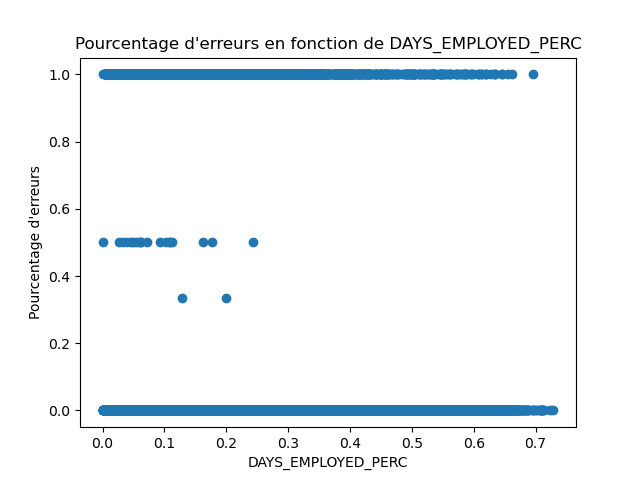 Pourcentage d'erreurs en fonction de DAYS_EMPLOYED_PERC
1.0
0.8
0.6
0.4
0.2
0.0
Pourcentage d'erreurs
0.0 0.1 0.2 0.3 0.4 0.5 0.6 0.7
DAYS_EMPLOYED_PERC